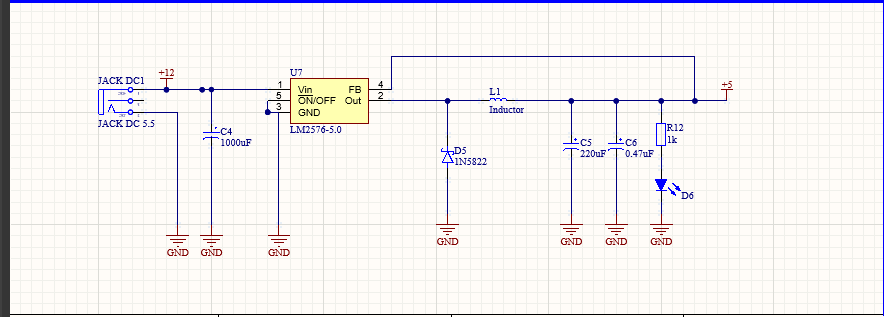 JACK DC1
JACK DC 5.5
+12
C4
1000uF
U7
1
5
3
Vin
ON/OFF
GND
FB
Out
4
2
LM2576-5.0
L1
Inductor
D5
1N5822
C5
220uF
C6
0.47uF
R12
1k
D6
+5
GND
GND
GND
GND
GND
GND
GND